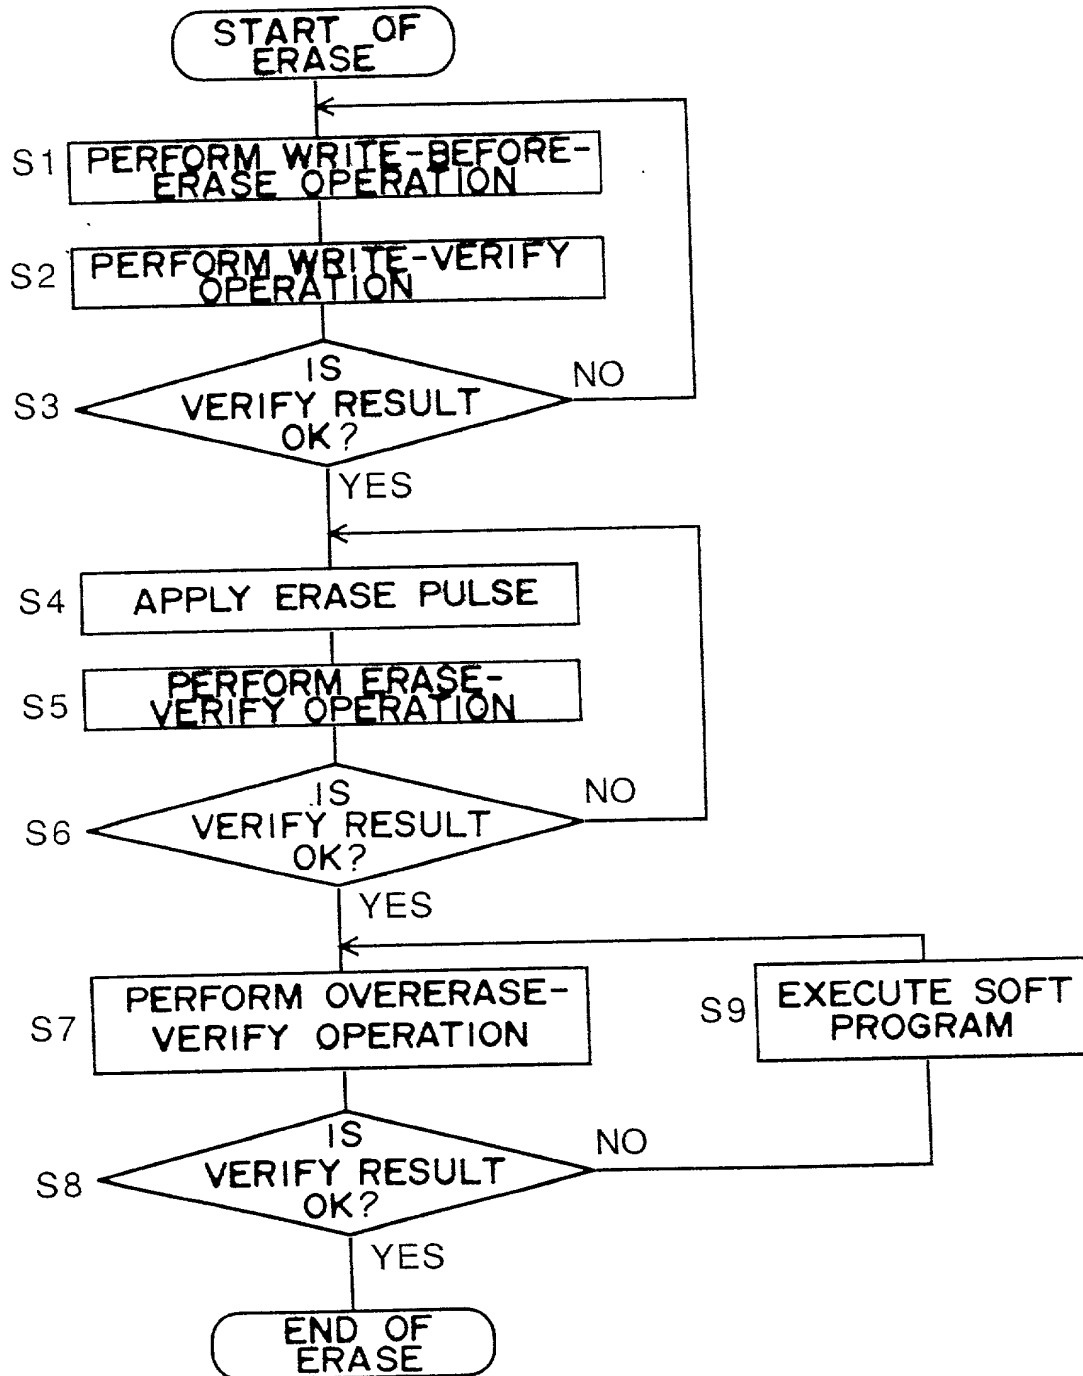 START OF
ERASE
S1
PERFORM WRITE-BEFORE-
ERASE OPERATION
S2
PERFORM WRITE-VERIFY
OPERATION
S3
IS
VERIFY RESULT
OK?
NO
YES
S4
APPLY ERASE PULSE
S5
PERFORM ERASE-
VERIFY OPERATION
S6
IS
VERIFY RESULT
OK?
NO
YES
S7
PERFORM OVERERASE-
VERIFY OPERATION
S9
EXECUTE SOFT
PROGRAM
S8
IS
VERIFY RESULT
OK?
NO
YES
END OF
ERASE